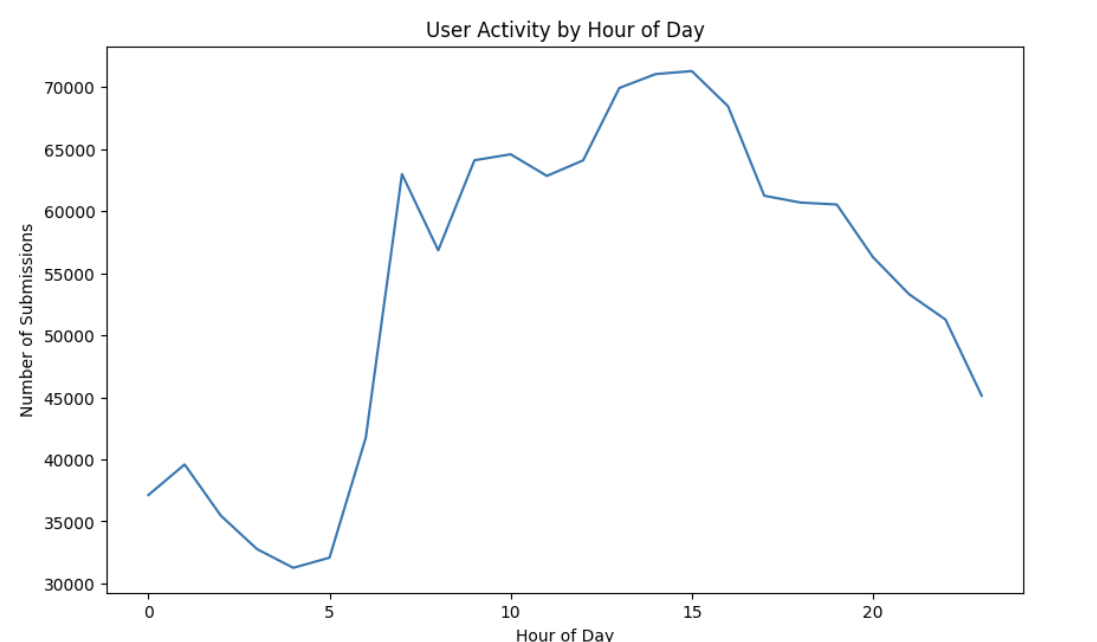 User Activity by Hour of Day
Number of Submissions
70000
65000
60000
55000
50000
45000
40000
35000
30000
0 5 10 15 20
Hour of Day